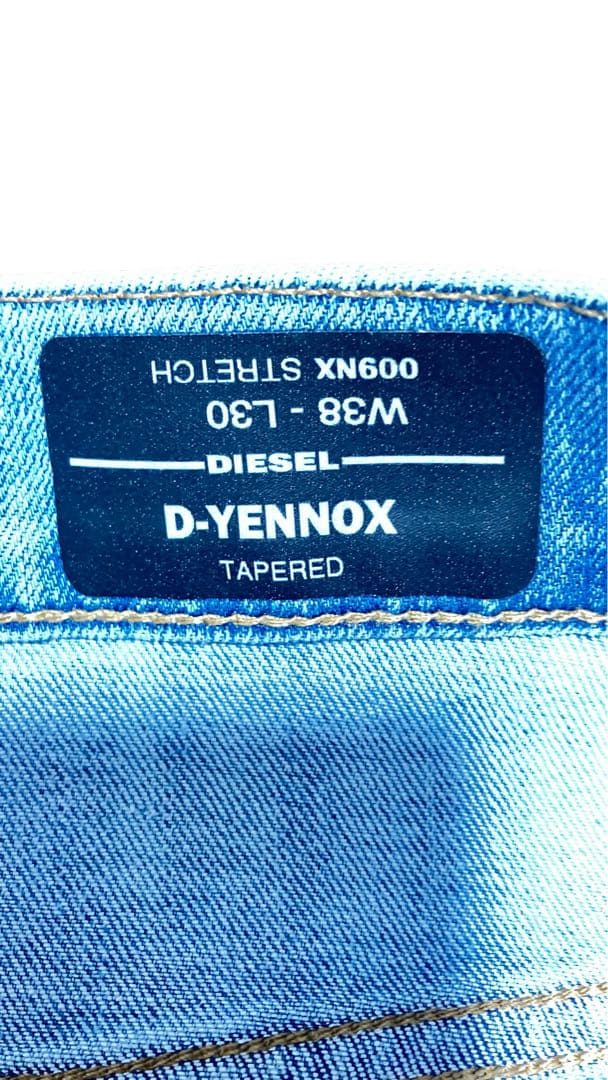 009NX STRETCH
W38 - L30
DIESEL
D-YENNOX
TAPERED